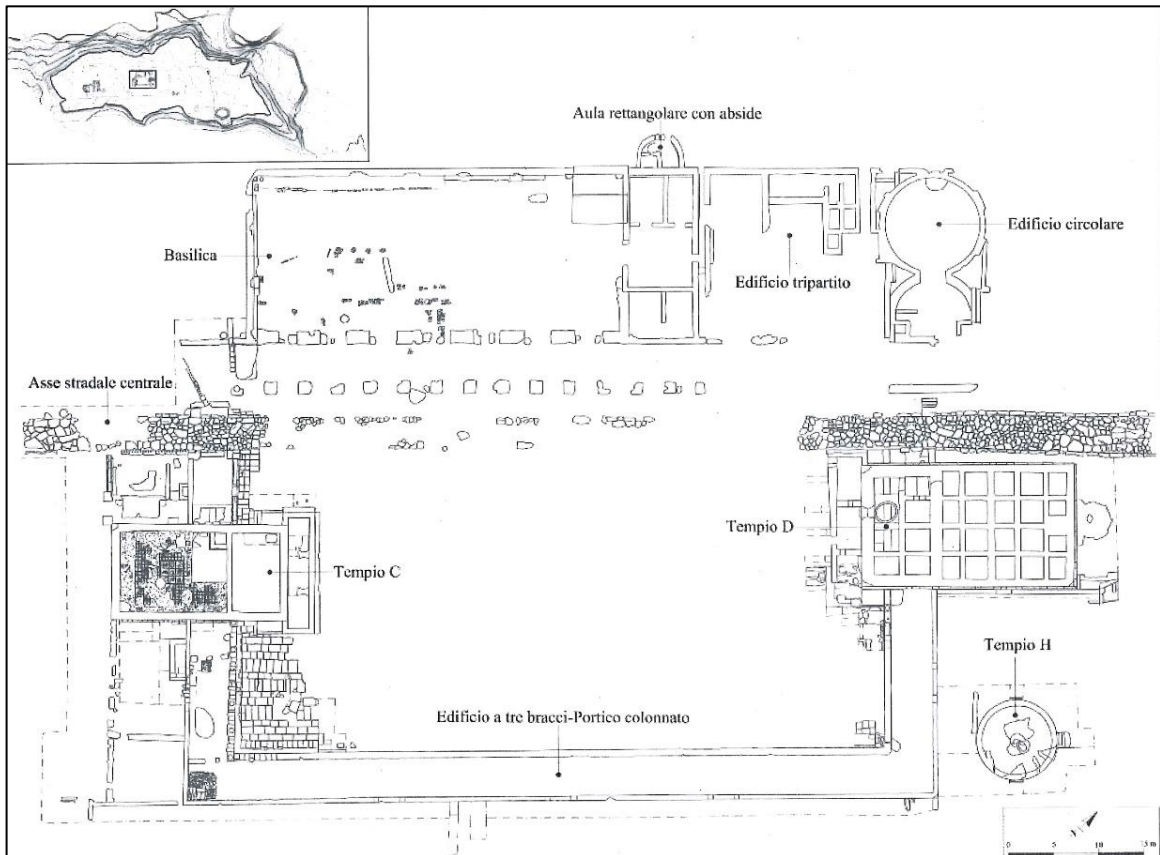 Aula rettangolare con abside
Basilica
Edificio circolare
Edificio tripartito
Asse stradale centrale
Tempio D
Tempio C
Tempio H
Edificio a tre bracci-Portico colonnato
N
0 5 10 15 m